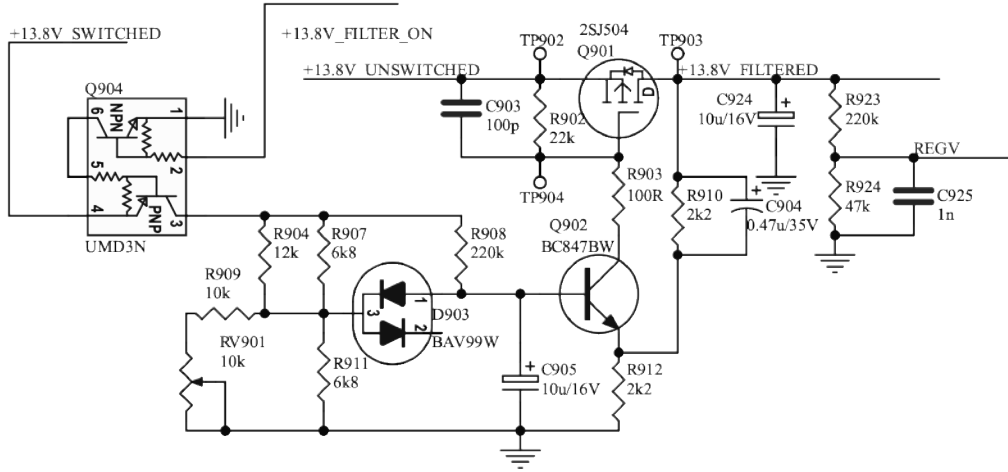 +13.8V_SWITCHED
+13.8V_FILTER_ON
2SJ504
TP902
Q901
TP903
+13.8V_UNSWITCHED
+13.8V_FILTERED
Q904
6
NPN
1
2
5
4
PNP
3
UMD3N
C903
100p
R902
22k
D
C924
10u/16V
+
R923
220k
REGV
TP904
R903
100R
R910
2k2
+
C904
0.47u/35V
R924
47k
C925
1n
R904
12k
R907
6k8
R908
220k
Q902
BC847BW
R909
10k
1
3
D903
2
BAV99W
RV901
10k
R911
6k8
+
C905
10u/16V
R912
2k2